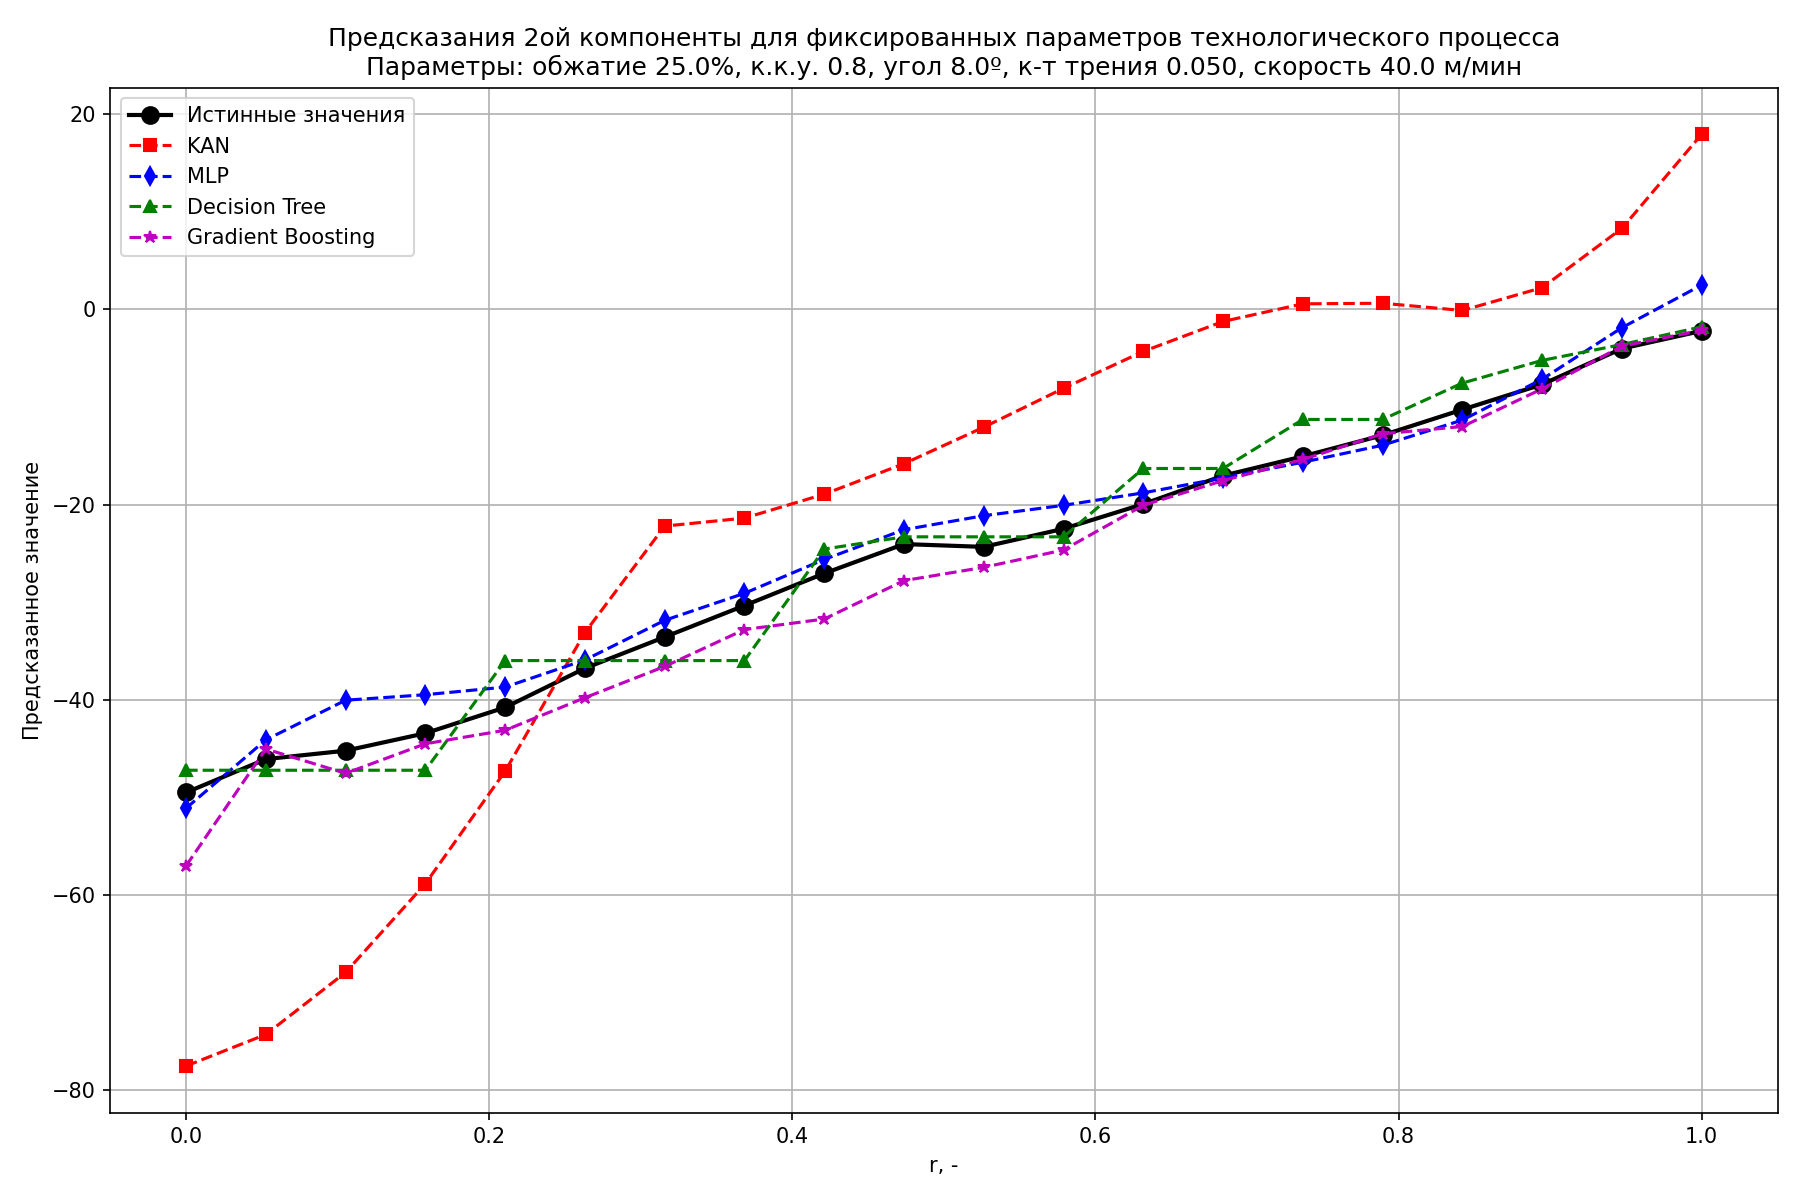 Предсказания 2ой компоненты для фиксированных параметров технологического процесса
Параметры: обжатие 25.0%, к.к.у. 0.8, угол 8.0º, к-т трения 0.050, скорость 40.0 м/мин
Истинные значения
KAN
MLP
Decision Tree
Gradient Boosting
Предсказанное значение
20
0
−20
−40
−60
−80
0.0 0.2 0.4 0.6 0.8 1.0
r, -